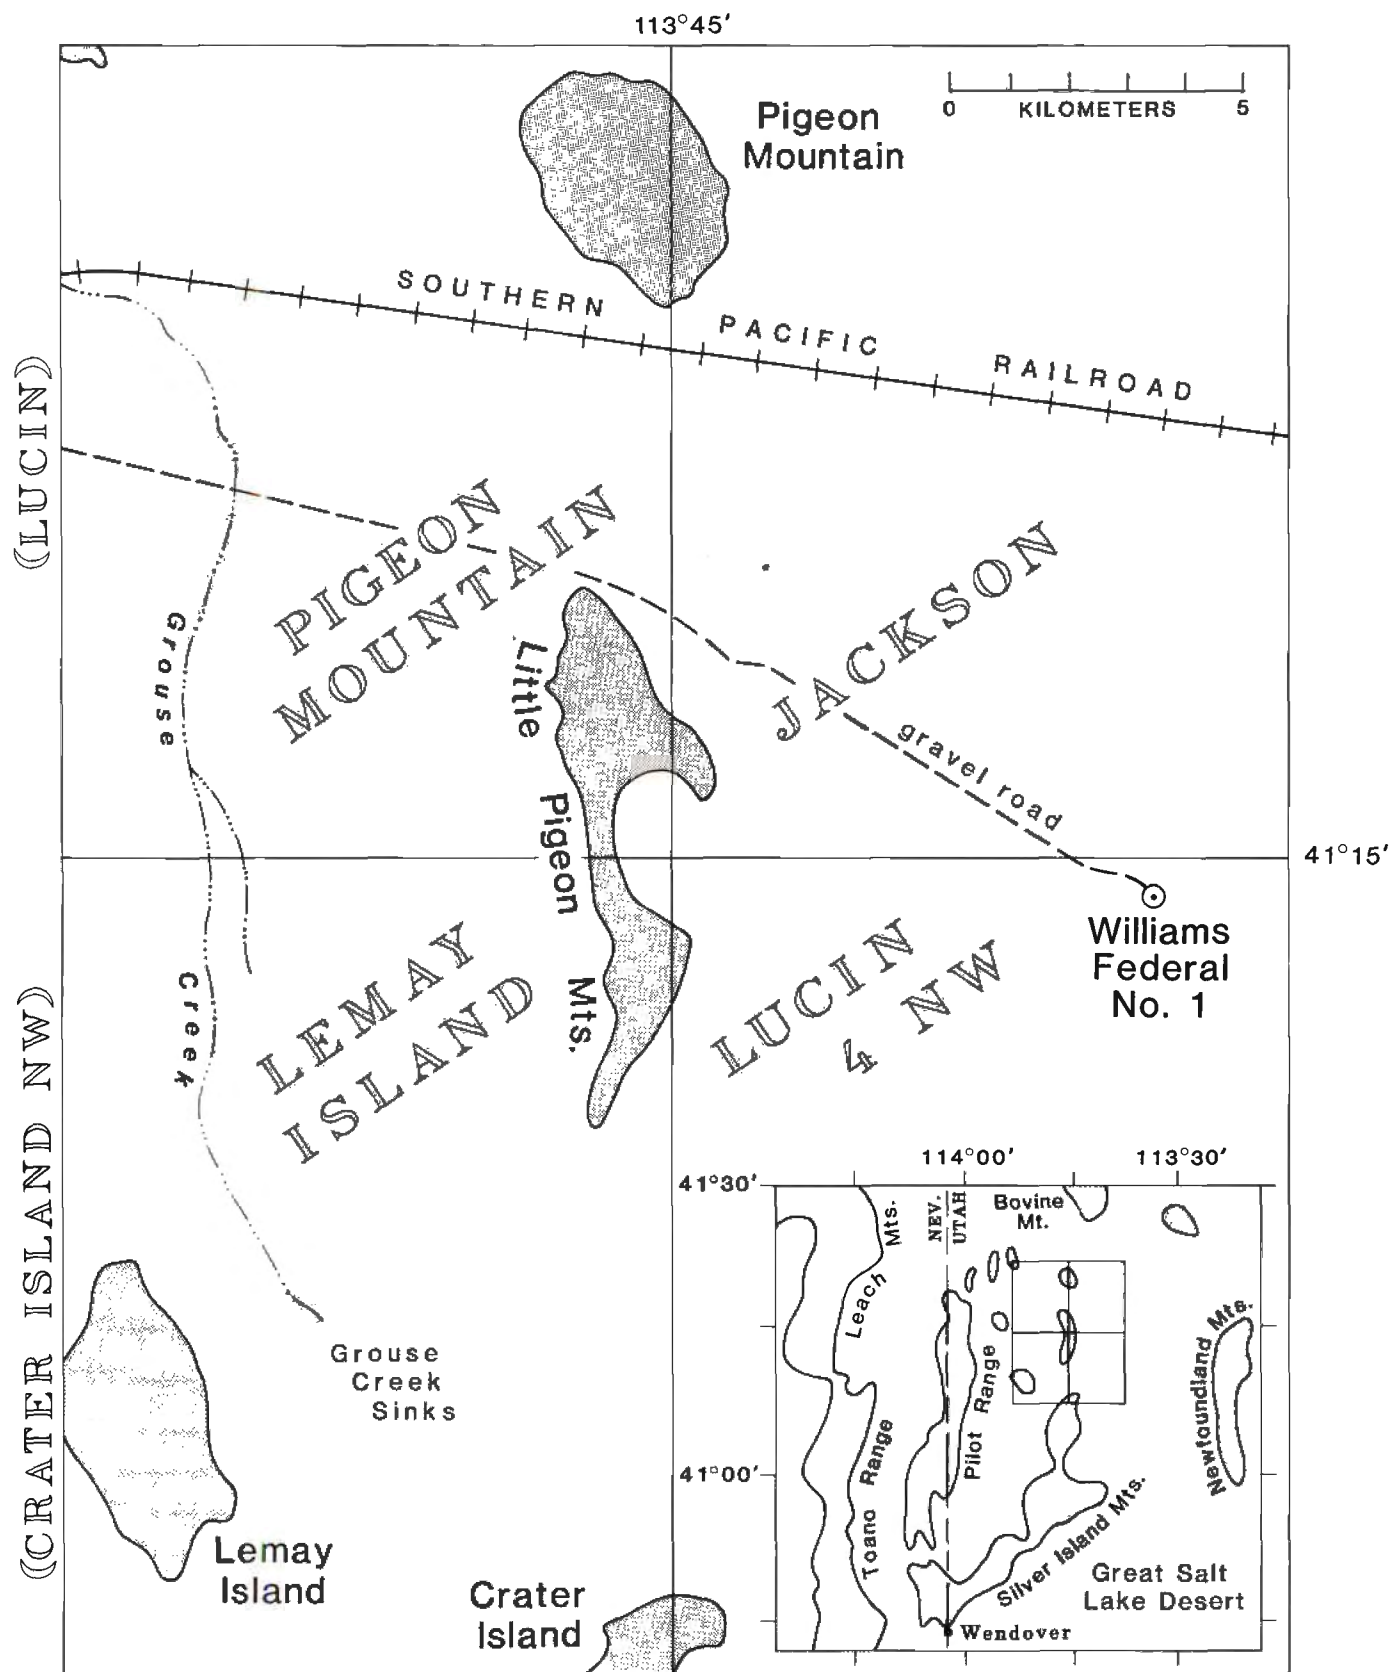 113°45'
Pigeon
Mountain
0 KILOMETERS 5
SOUTHERN PACIFIC RAILROAD
(LUCIN)
PIGEON
MOUNTAIN
JACKSON
Grouse Creek
Little Pigeon Mts.
gravel road
41°15'
Williams
Federal
No. 1
LEMAY
ISLAND
LUCIN
4 NW
(CRATER ISLAND NW)
Grouse
Creek
Sinks
Lemay
Island
Crater
Island
114°00' 113°30'
41°30'
41°00'
NEV.
UTAH
Bovine
Mt.
Leach Mts.
Toano Range
Pilot Range
Newfoundland Mts.
Silver Island Mts.
Great Salt
Lake Desert
Wendover